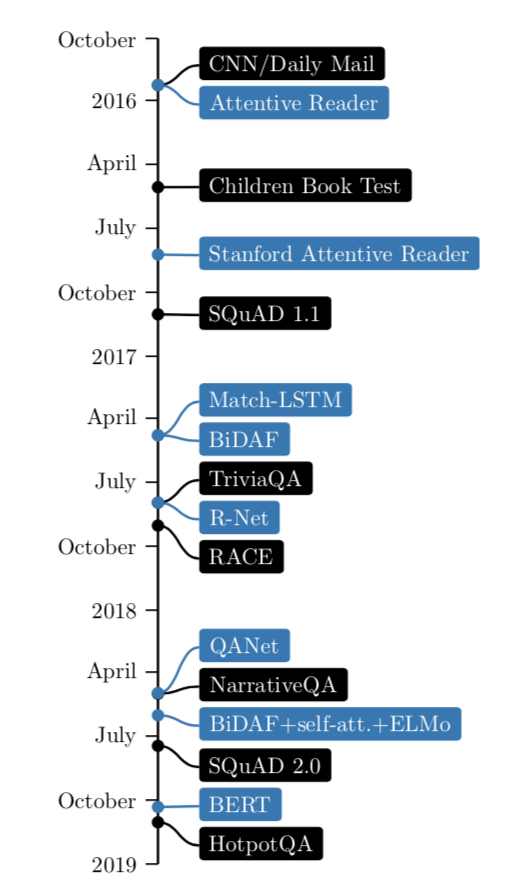 October
CNN/Daily Mail
Attentive Reader
2016
April
Children Book Test
July
Stanford Attentive Reader
October
SQuAD 1.1
2017
Match-LSTM
April
BiDAF
TriviaQA
July
R-Net
October
RACE
2018
QANet
April
NarrativeQA
BiDAF+self-att.+ELMo
July
SQuAD 2.0
October
BERT
HotpotQA
2019